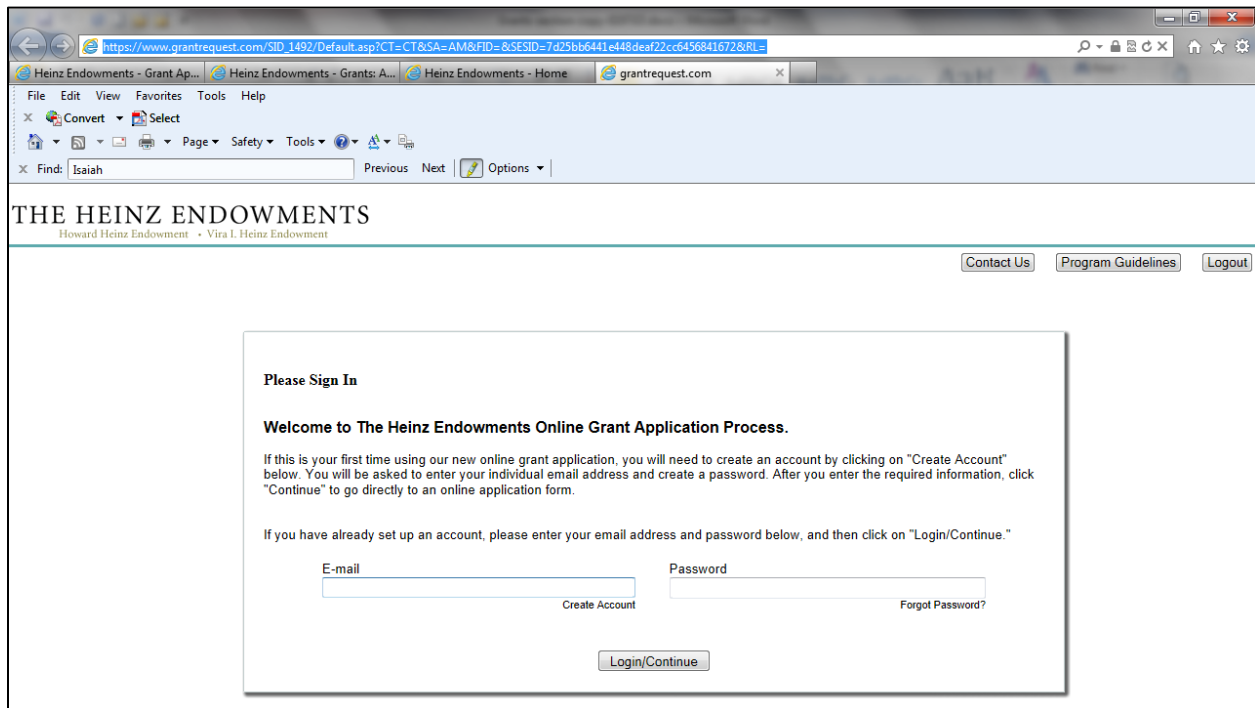 https://www.grantrequest.com/SID_1492/Default.asp?CT=CT&SA=AM&FID=&SESID=7d25bb6441e448deaf22cc6456841672&RL=
Heinz Endowments - Grant Ap... Heinz Endowments - Grants: A... Heinz Endowments - Home grantrequest.com
File Edit View Favorites Tools Help
Convert Select
Page Safety Tools
Find: Isaiah Previous Next Options
THE HEINZ ENDOWMENTS
Howard Heinz Endowment • Vira I. Heinz Endowment
Contact Us Program Guidelines Logout
Please Sign In
Welcome to The Heinz Endowments Online Grant Application Process.
If this is your first time using our new online grant application, you will need to create an account by clicking on "Create Account"
below. You will be asked to enter your individual email address and create a password. After you enter the required information, click
"Continue" to go directly to an online application form.
If you have already set up an account, please enter your email address and password below, and then click on "Login/Continue."
E-mail Password
Create Account Forgot Password?
Login/Continue